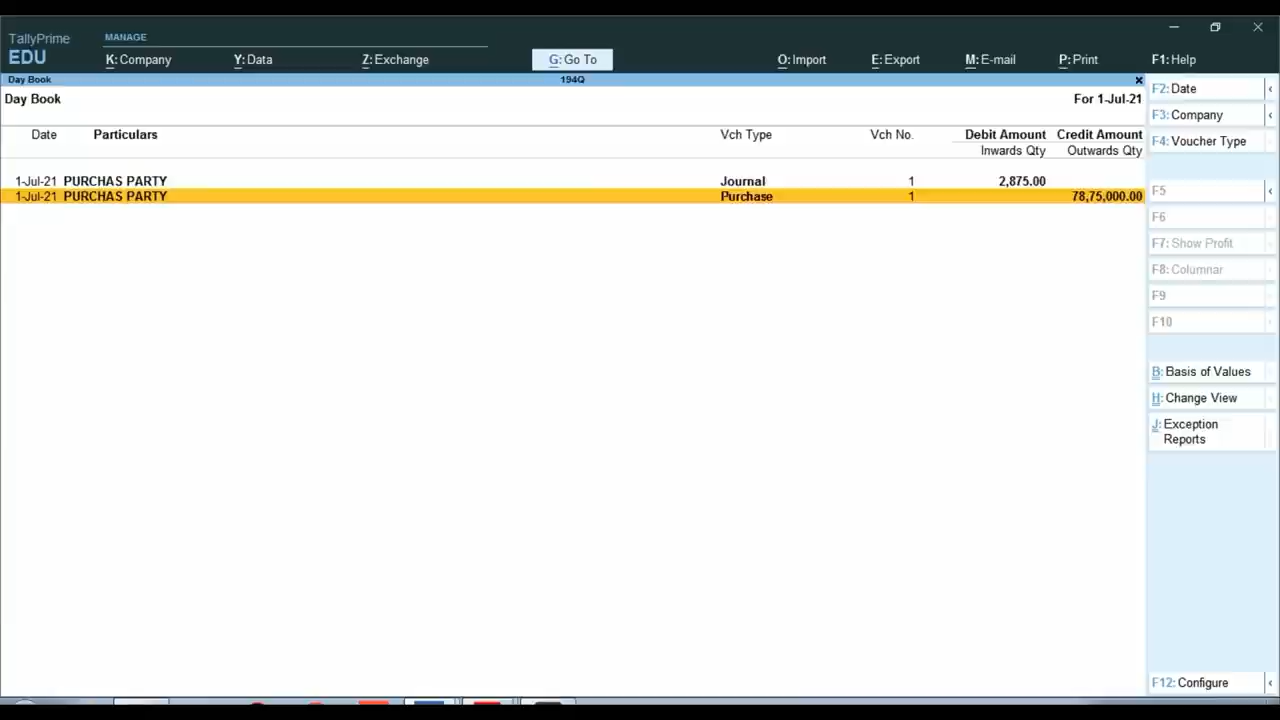 TallyPrime
EDU
MANAGE
K: Company
Y: Data
Z: Exchange
G: Go To
O: Import
E: Export
M: E-mail
P: Print
F1: Help
Day Book
194Q
Day Book
For 1-Jul-21
Date Particulars Vch Type Vch No. Debit Amount Credit Amount
Inwards Qty Outwards Qty
1-Jul-21 PURCHAS PARTY Journal 1 2,875.00
1-Jul-21 PURCHAS PARTY Purchase 1 78,75,000.00
F2: Date
F3: Company
F4: Voucher Type
F5
F6
F7: Show Profit
F8: Columnar
F9
F10
B: Basis of Values
H: Change View
J: Exception
Reports
F12: Configure